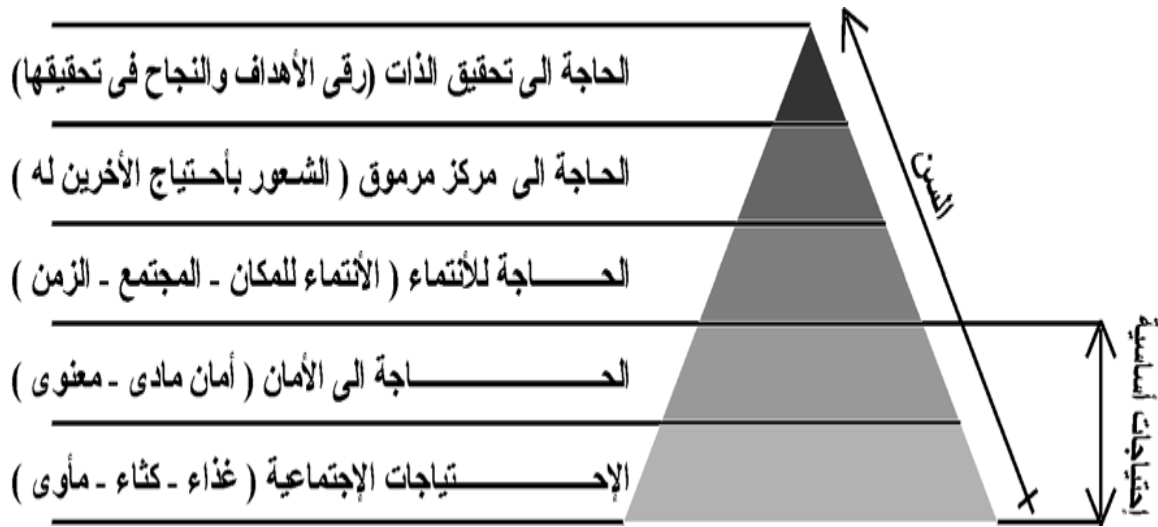 الحاجة الى تحقيق الذات (رقى الأهداف والنجاح فى تحقيقها)
الحاجة الى مركز مرموق ( الشعور بأحتياج الأخرين له )
الحـــــاجة للأنتماء ( الأنتماء للمكان - المجتمع - الزمن )
الحـــــــــــاجة الى الأمان ( أمان مادى - معنوى )
الإحـــــــــتياجات الإجتماعية ( غذاء - كثاء - مأوى )
السن
إحتياجات أساسية